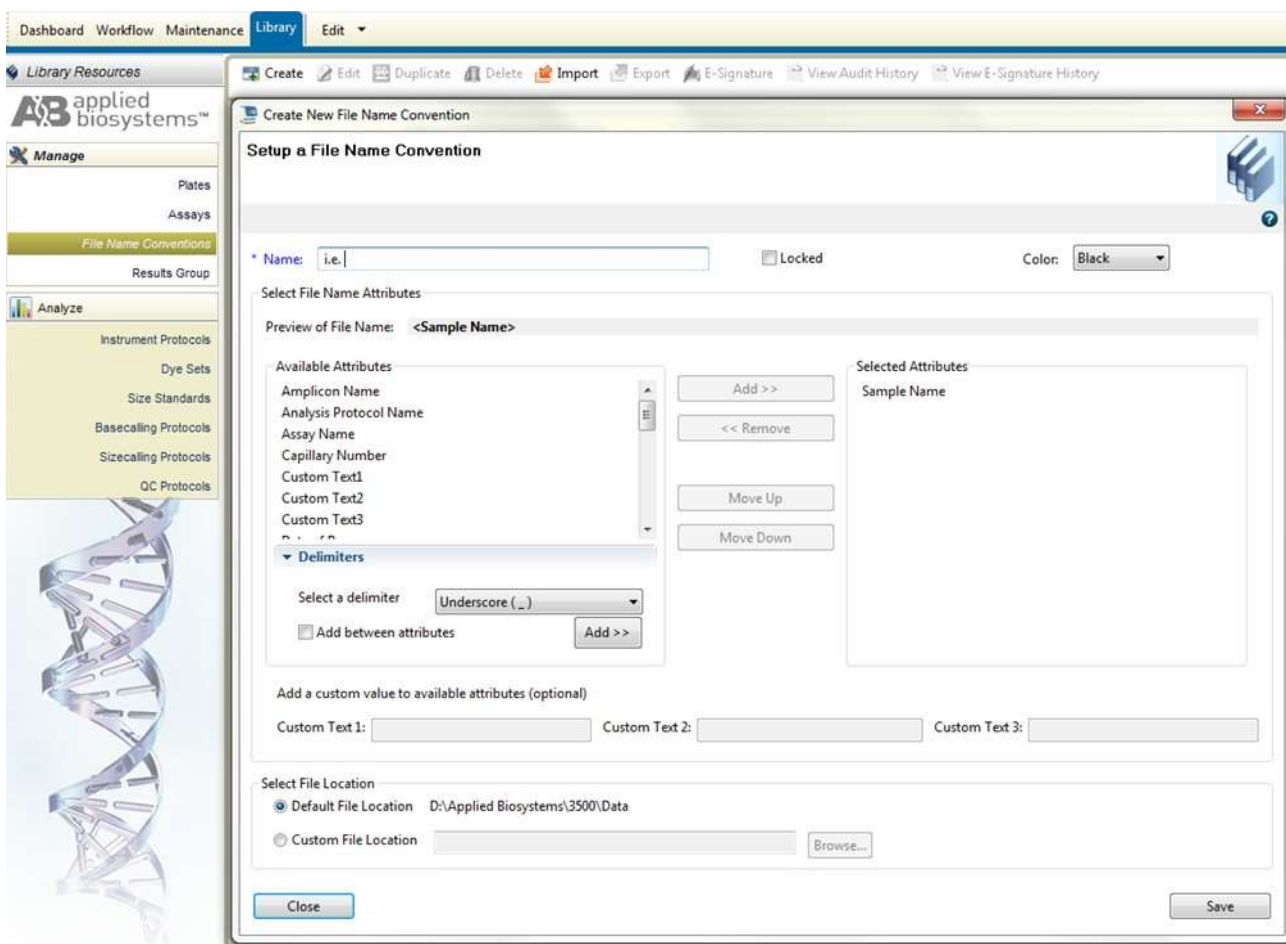 Dashboard Workflow Maintenance Library Edit
Library Resources
Create Edit Duplicate Delete Import Export E-Signature View Audit History View E-Signature History
AB applied biosystems™
Create New File Name Convention
Manage
Setup a File Name Convention
Plates
Assays
File Name Conventions
* Name: i.e. Locked Color: Black
Results Group
Select File Name Attributes
Analyze
Preview of File Name: <Sample Name>
Instrument Protocols
Dye Sets
Size Standards
Basecalling Protocols
Sizecalling Protocols
QC Protocols
Available Attributes
Amplicon Name
Analysis Protocol Name
Assay Name
Capillary Number
Custom Text1
Custom Text2
Custom Text3
Add >>
<< Remove
Move Up
Move Down
Selected Attributes
Sample Name
Delimiters
Select a delimiter Underscore ( _ )
Add between attributes Add >>
Add a custom value to available attributes (optional)
Custom Text 1: Custom Text 2: Custom Text 3:
Select File Location
Default File Location D:\Applied Biosystems\3500\Data
Custom File Location Browse...
Close Save